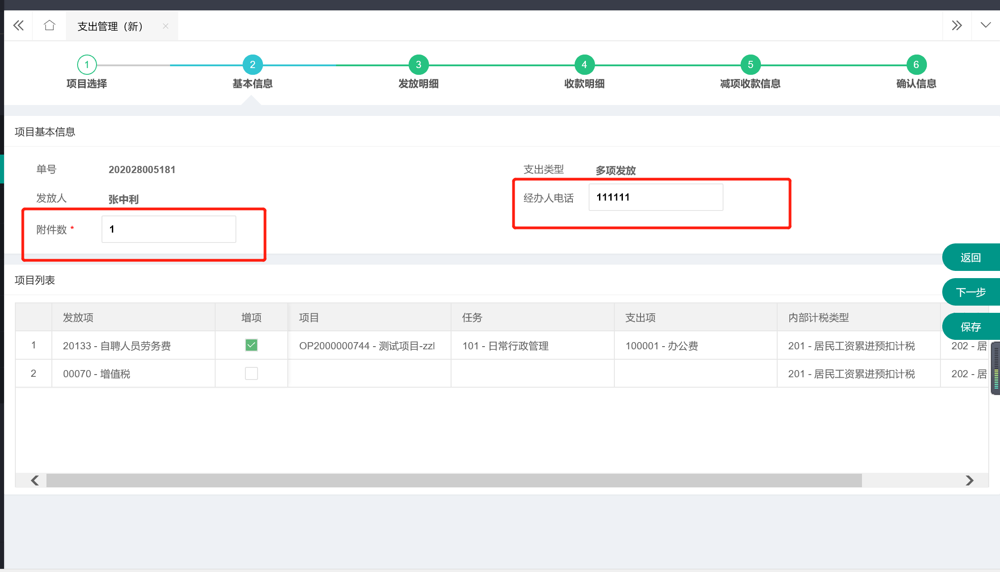 支出管理（新）
1 2 3 4 5 6
项目选择 基本信息 发放明细 收款明细 减项收款信息 确认信息
项目基本信息
单号 202028005181 支出类型 多项发放
发放人 张中利 经办人电话 111111
附件数 * 1
返回
项目列表
下一步
发放项 增项 项目 任务 支出项 内部计税类型
保存
1 20133 - 自聘人员劳务费 OP2000000744 - 测试项目-zzl 101 - 日常行政管理 100001 - 办公费 201 - 居民工资累进预扣计税 202 - 居
2 00070 - 增值税 201 - 居民工资累进预扣计税 202 - 居